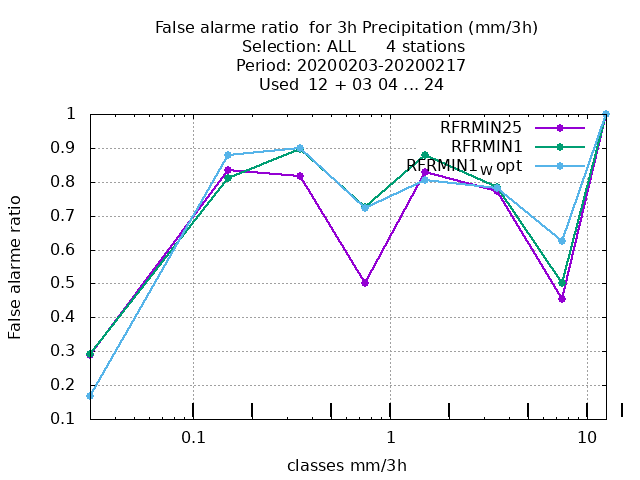 False alarme ratio  for 3h Precipitation (mm/3h)
Selection: ALL      4 stations
Period: 20200203-20200217
Used  12 + 03 04 ... 24
RFRMIN25
RFRMIN1
RFRMIN1w opt
1
0.9
0.8
0.7
0.6
0.5
0.4
0.3
0.2
0.1
False alarme ratio
0.1
1
10
classes mm/3h